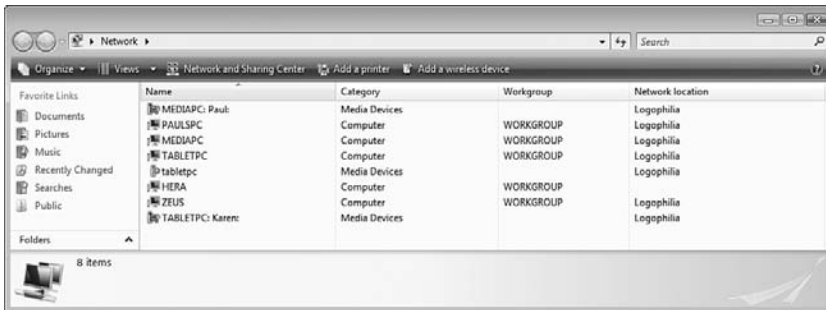 Network
Search
Organize Views Network and Sharing Center Add a printer Add a wireless device
Favorite Links
Documents
Pictures
Music
Recently Changed
Searches
Public
Folders
Name Category Workgroup Network location
MEDIAPC: Paul: Media Devices Logophilia
PAULSPC Computer WORKGROUP Logophilia
MEDIAPC Computer WORKGROUP Logophilia
TABLETPC Computer WORKGROUP Logophilia
tabletpc Media Devices Logophilia
HERA Computer WORKGROUP
ZEUS Computer WORKGROUP Logophilia
TABLETPC: Karen: Media Devices Logophilia
8 items